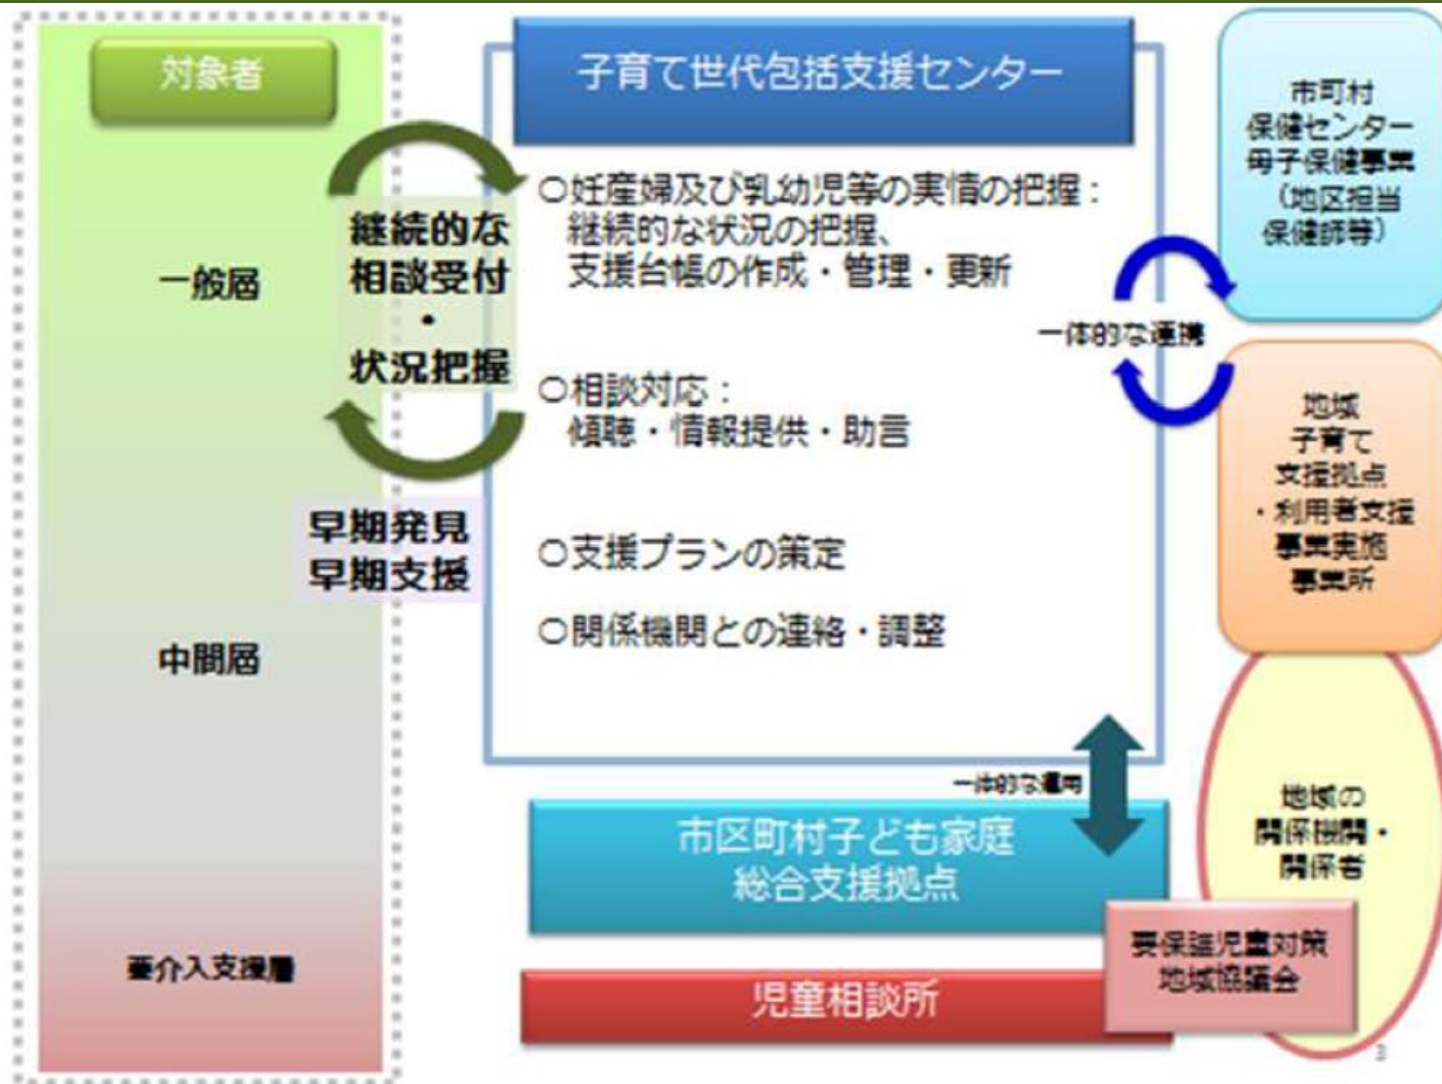 対象者
一般層
中間層
要介入支援層
継続的な
相談受付
・
状況把握
早期発見
早期支援
子育て世代包括支援センター
○妊産婦及び乳幼児等の実情の把握：
継続的な状況の把握、
支援台帳の作成・管理・更新
○相談対応：
傾聴・情報提供・助言
○支援プランの策定
○関係機関との連絡・調整
一体的な連携
一体的な運用
市区町村子ども家庭
総合支援拠点
児童相談所
市町村
保健センター
母子保健事業
（地区担当
保健師等）
地域
子育て
支援拠点
・利用者支援
事業実施
事業所
地域の
関係機関・
関係者
要保護児童対策
地域協議会
3